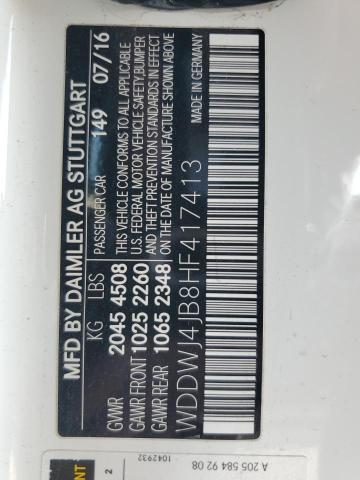 MFD BY DAIMLER AG STUTTGART
KG LBS PASSENGER CAR 149 07/16
GVWR 2045 4508 THIS VEHICLE CONFORMS TO ALL APPLICABLE
GAWR FRONT 1025 2260 U.S. FEDERAL MOTOR VEHICLE SAFETY,BUMPER
GAWR REAR 1065 2348 AND THEFT PREVENTION STANDARDS IN EFFECT
ON THE DATE OF MANUFACTURE SHOWN ABOVE
WDDWJ4JB8HF417413 MADE IN GERMANY
2
1042932
A 205 584 92 08